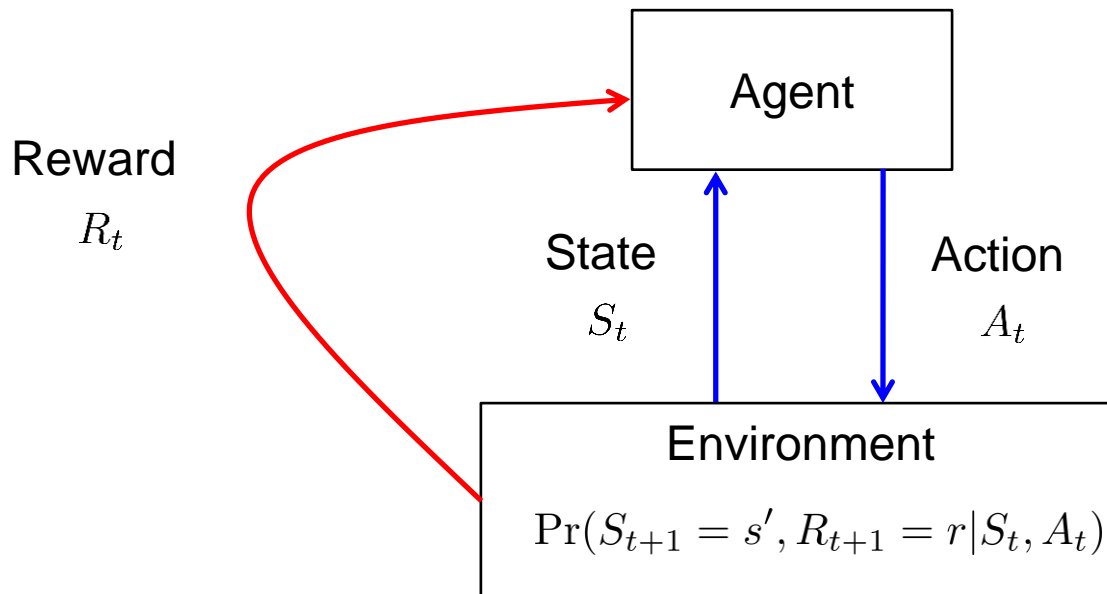 Agent
Reward
R_t
State
S_t
Action
A_t
Environment
Pr(S_{t+1} = s′, R_{t+1} = r|S_t, A_t)